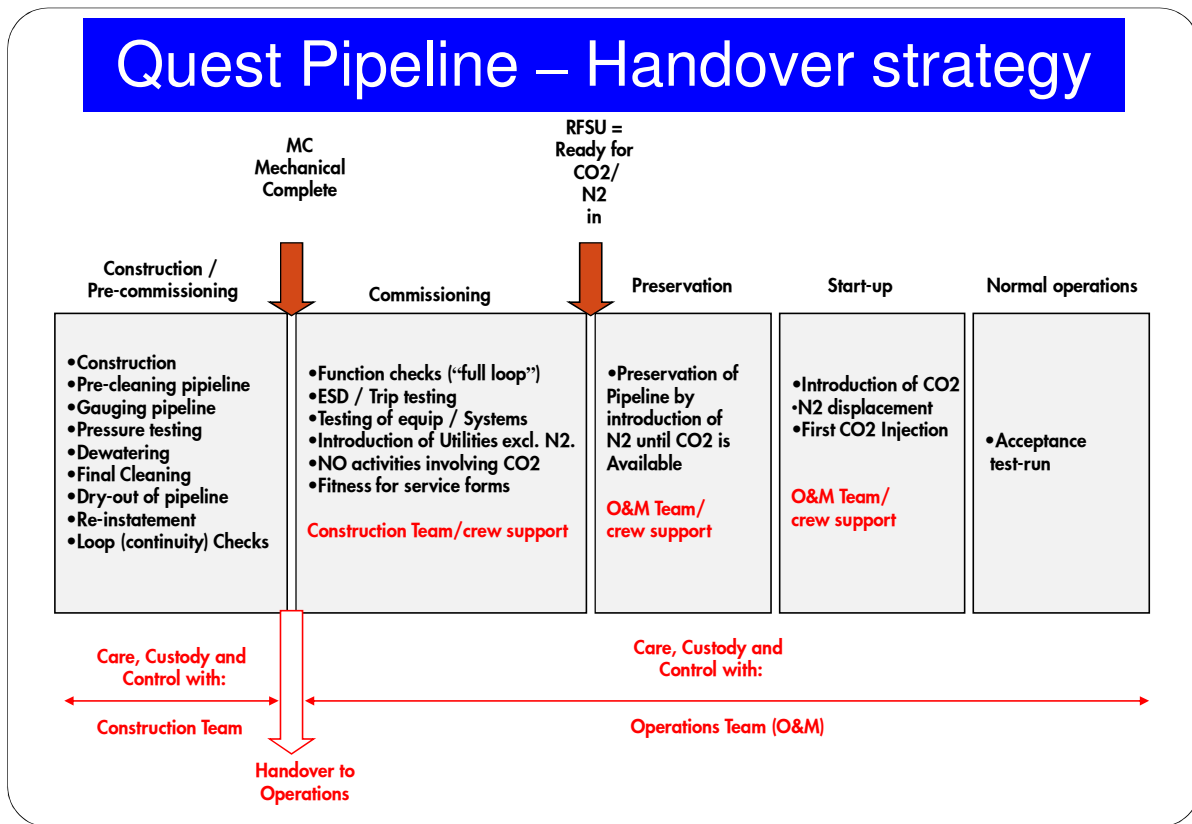 Quest Pipeline – Handover strategy
MC
Mechanical
Complete
RFSU =
Ready for
CO2/
N2
in
Construction /
Pre-commissioning
Commissioning
Preservation
Start-up
Normal operations
•Construction
•Pre-cleaning pipieline
•Gauging pipeline
•Pressure testing
•Dewatering
•Final Cleaning
•Dry-out of pipeline
•Re-instatement
•Loop (continuity) Checks
•Function checks (“full loop”)
•ESD / Trip testing
•Testing of equip / Systems
•Introduction of Utilities excl. N2.
•NO activities involving CO2
•Fitness for service forms
Construction Team/crew support
•Preservation of
Pipeline by
introduction of
N2 until CO2 is
Available
O&M Team/
crew support
•Introduction of CO2
•N2 displacement
•First CO2 Injection
O&M Team/
crew support
•Acceptance
test-run
Care, Custody and
Control with:
Construction Team
Care, Custody and
Control with:
Operations Team (O&M)
Handover to
Operations